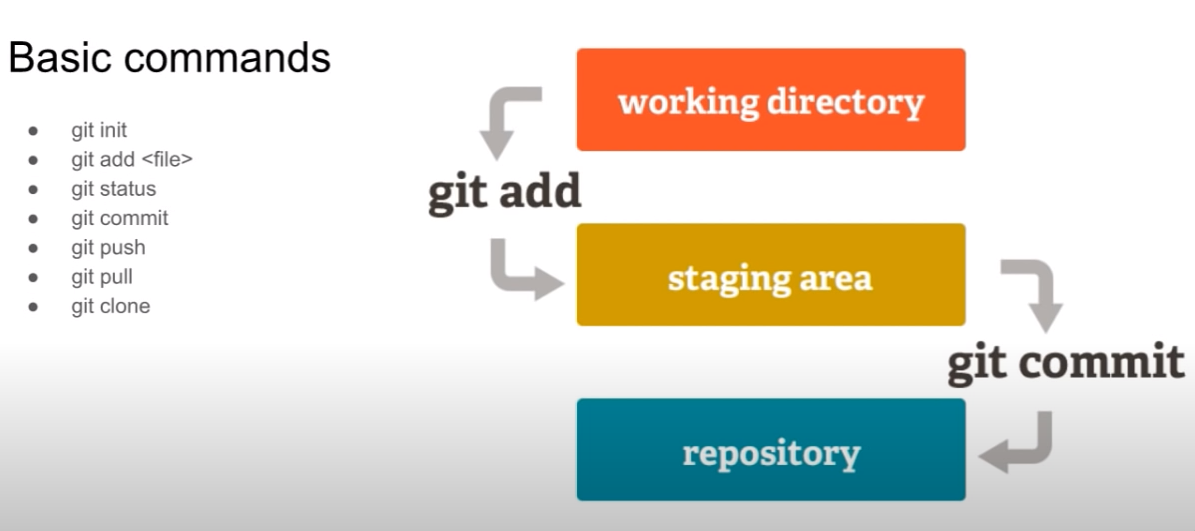 Basic commands
git init
git add <file>
git status
git commit
git push
git pull
git clone
working directory
git add
staging area
git commit
repository